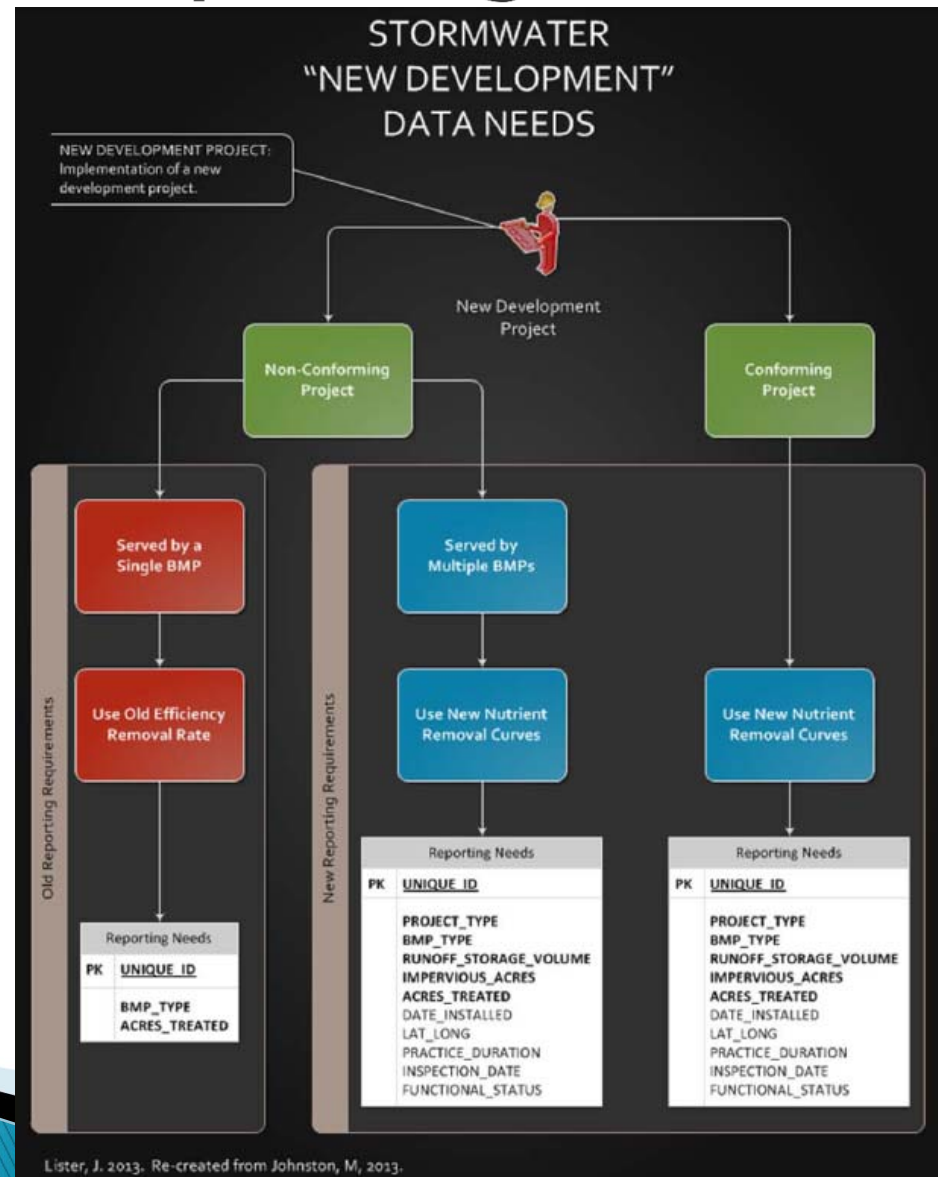 STORMWATER
“NEW DEVELOPMENT”
DATA NEEDS
NEW DEVELOPMENT PROJECT:
Implementation of a new
development project.
New Development
Project
Non-Conforming
Project
Conforming
Project
Old Reporting Requirements
Served by a
Single BMP
Use Old Efficiency
Removal Rate
Reporting Needs
PK UNIQUE_ID
BMP_TYPE
ACRES_TREATED
New Reporting Requirements
Served by
Multiple BMPs
Use New Nutrient
Removal Curves
Reporting Needs
PK UNIQUE_ID
PROJECT_TYPE
BMP_TYPE
RUNOFF_STORAGE_VOLUME
IMPERVIOUS_ACRES
ACRES_TREATED
DATE_INSTALLED
LAT_LONG
PRACTICE_DURATION
INSPECTION_DATE
FUNCTIONAL_STATUS
Use New Nutrient
Removal Curves
Reporting Needs
PK UNIQUE_ID
PROJECT_TYPE
BMP_TYPE
RUNOFF_STORAGE_VOLUME
IMPERVIOUS_ACRES
ACRES_TREATED
DATE_INSTALLED
LAT_LONG
PRACTICE_DURATION
INSPECTION_DATE
FUNCTIONAL_STATUS
Lister, J. 2013. Re-created from Johnston, M, 2013.